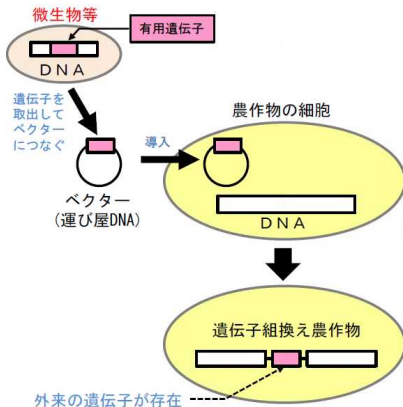 微生物等
有用遺伝子
DNA
遺伝子を
取出して
ベクター
につなぐ
導入
農作物の細胞
ベクター
(運び屋DNA)
DNA
遺伝子組換え農作物
外来の遺伝子が存在